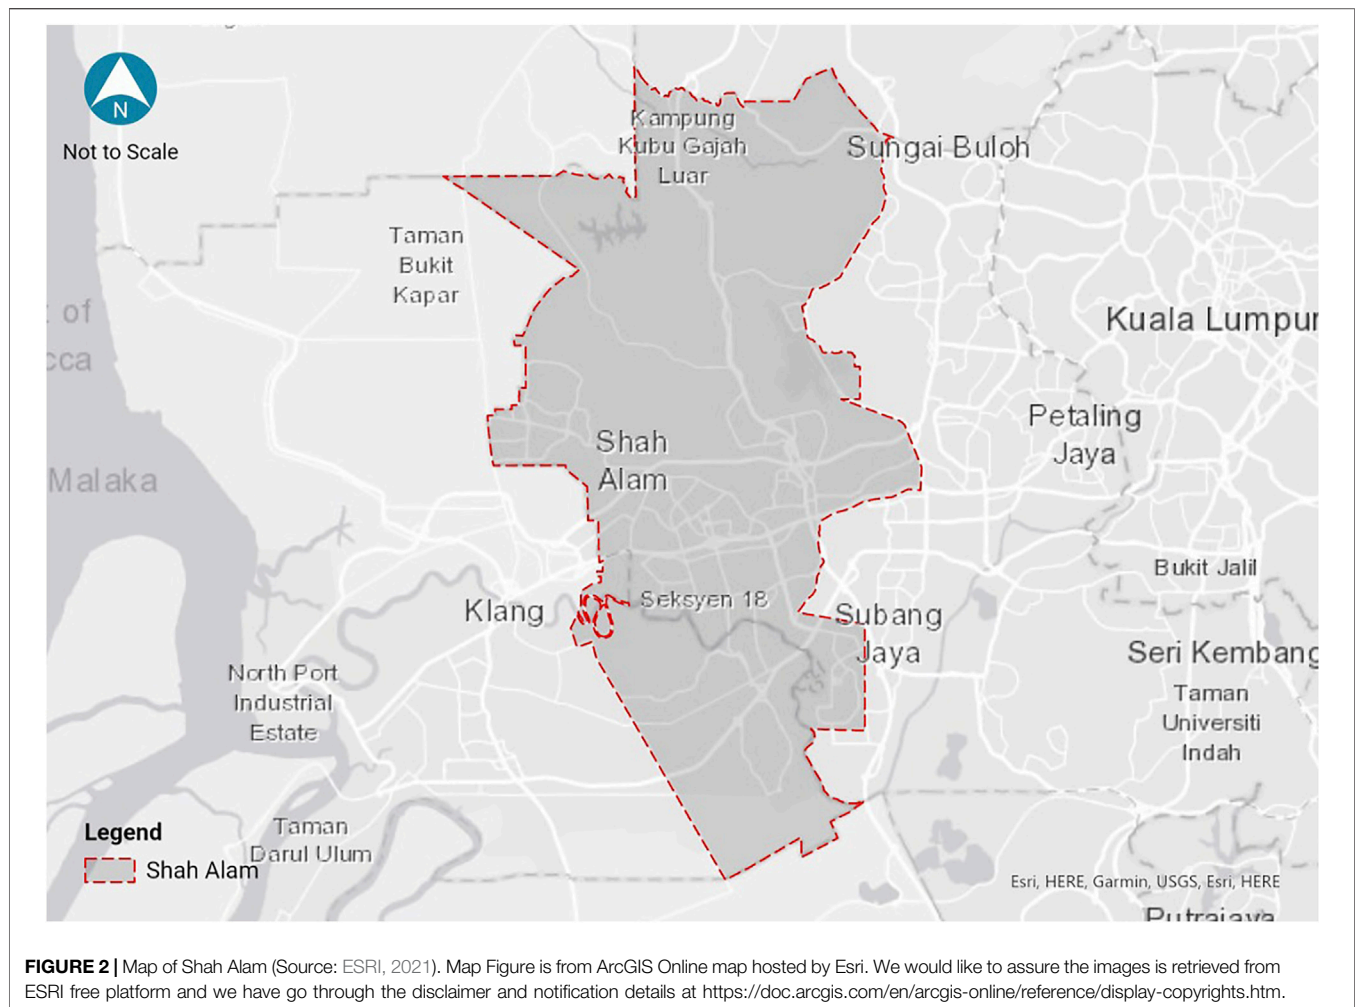 N
Not to Scale
Kampung
Kubu Gajah
Luar
Sungai Buloh
Taman
Bukit
Kapar
of
cca
Kuala Lumpur
Petaling
Jaya
Shah
Alam
Malaka
Bukit Jalil
Klang
Seksyen 18
Subang
Jaya
Seri Kembang
North Port
Industrial
Estate
Taman
Universiti
Indah
Legend
Shah Alam
Taman
Darul Ulum
Esri, HERE, Garmin, USGS, Esri, HERE
Putrajaya
FIGURE 2 | Map of Shah Alam (Source: ESRI, 2021). Map Figure is from ArcGIS Online map hosted by Esri. We would like to assure the images is retrieved from
ESRI free platform and we have go through the disclaimer and notification details at https://doc.arcgis.com/en/arcgis-online/reference/display-copyrights.htm.